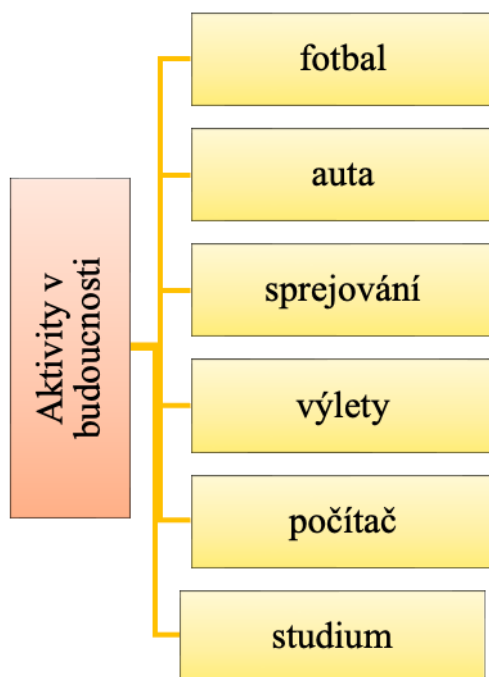 Aktivity v
budoucnosti
fotbal
auta
sprejování
výlety
počítač
studium